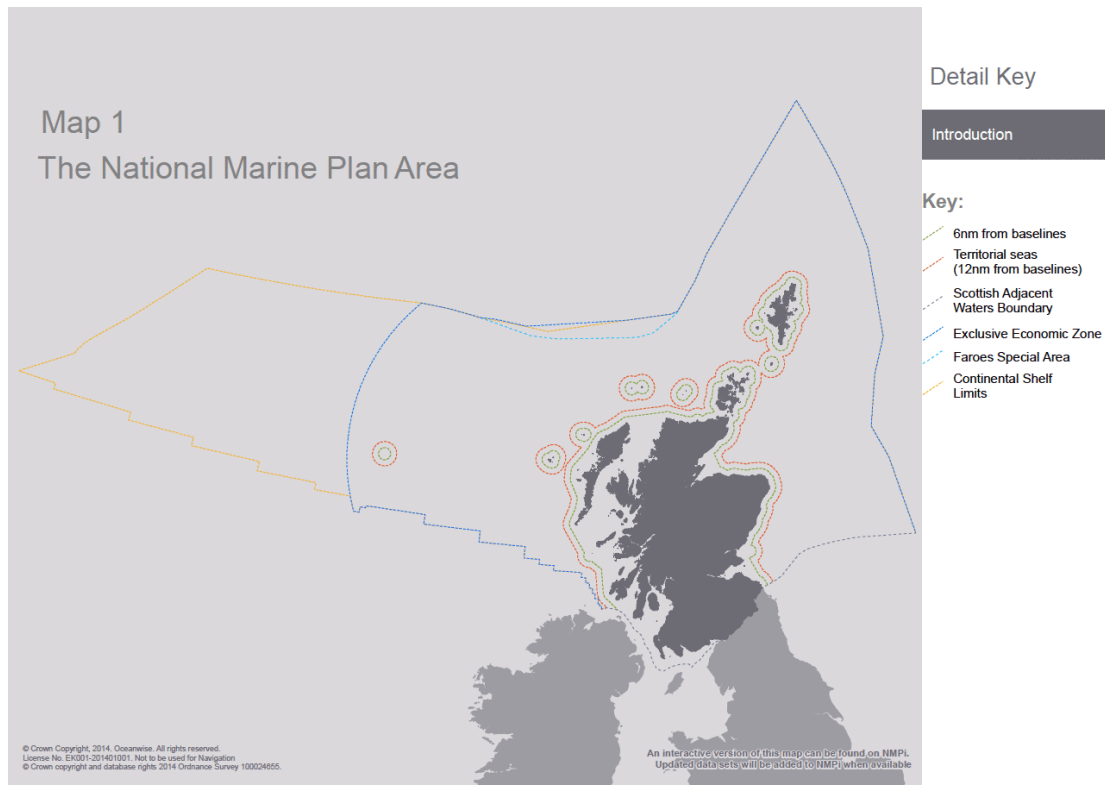 Map 1
The National Marine Plan Area
Detail Key
Introduction
Key:
6nm from baselines
Territorial seas
(12nm from baselines)
Scottish Adjacent
Waters Boundary
Exclusive Economic Zone
Faroes Special Area
Continental Shelf
Limits
© Crown Copyright, 2014. Oceanwise. All rights reserved.
License No. EK001-201401001. Not to be used for Navigation
© Crown copyright and database rights 2014 Ordnance Survey 100024655.
An interactive version of this map can be found on NMPi.
Updated data sets will be added to NMPi when available